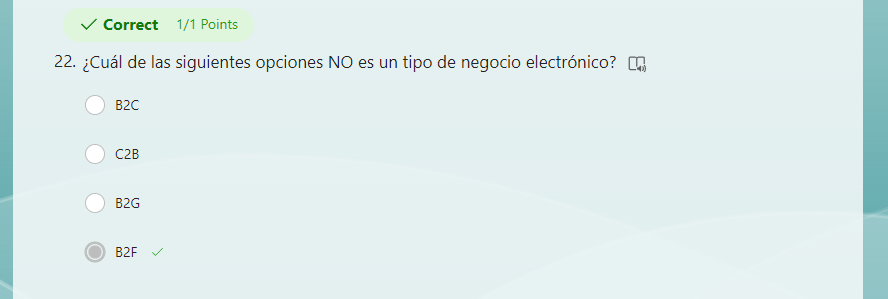 Correct 1/1 Points
22. ¿Cuál de las siguientes opciones NO es un tipo de negocio electrónico?
B2C
C2B
B2G
B2F